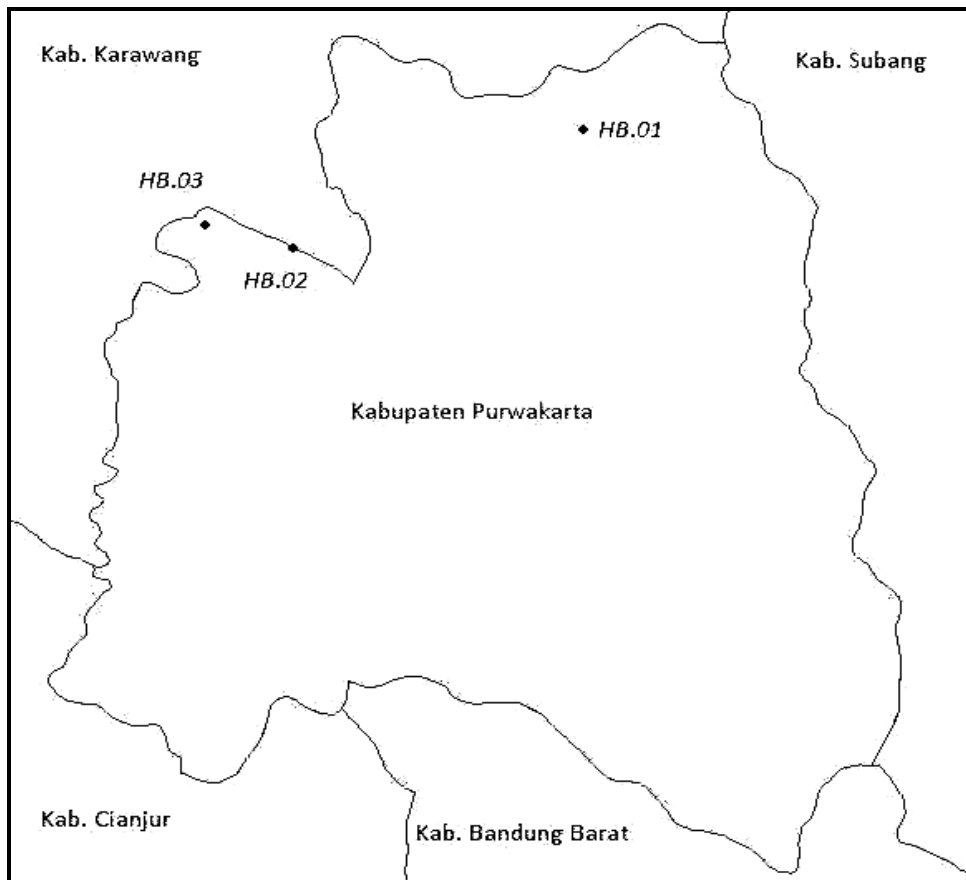 Kab. Karawang
Kab. Subang
HB.01
HB.03
HB.02
Kabupaten Purwakarta
Kab. Cianjur
Kab. Bandung Barat